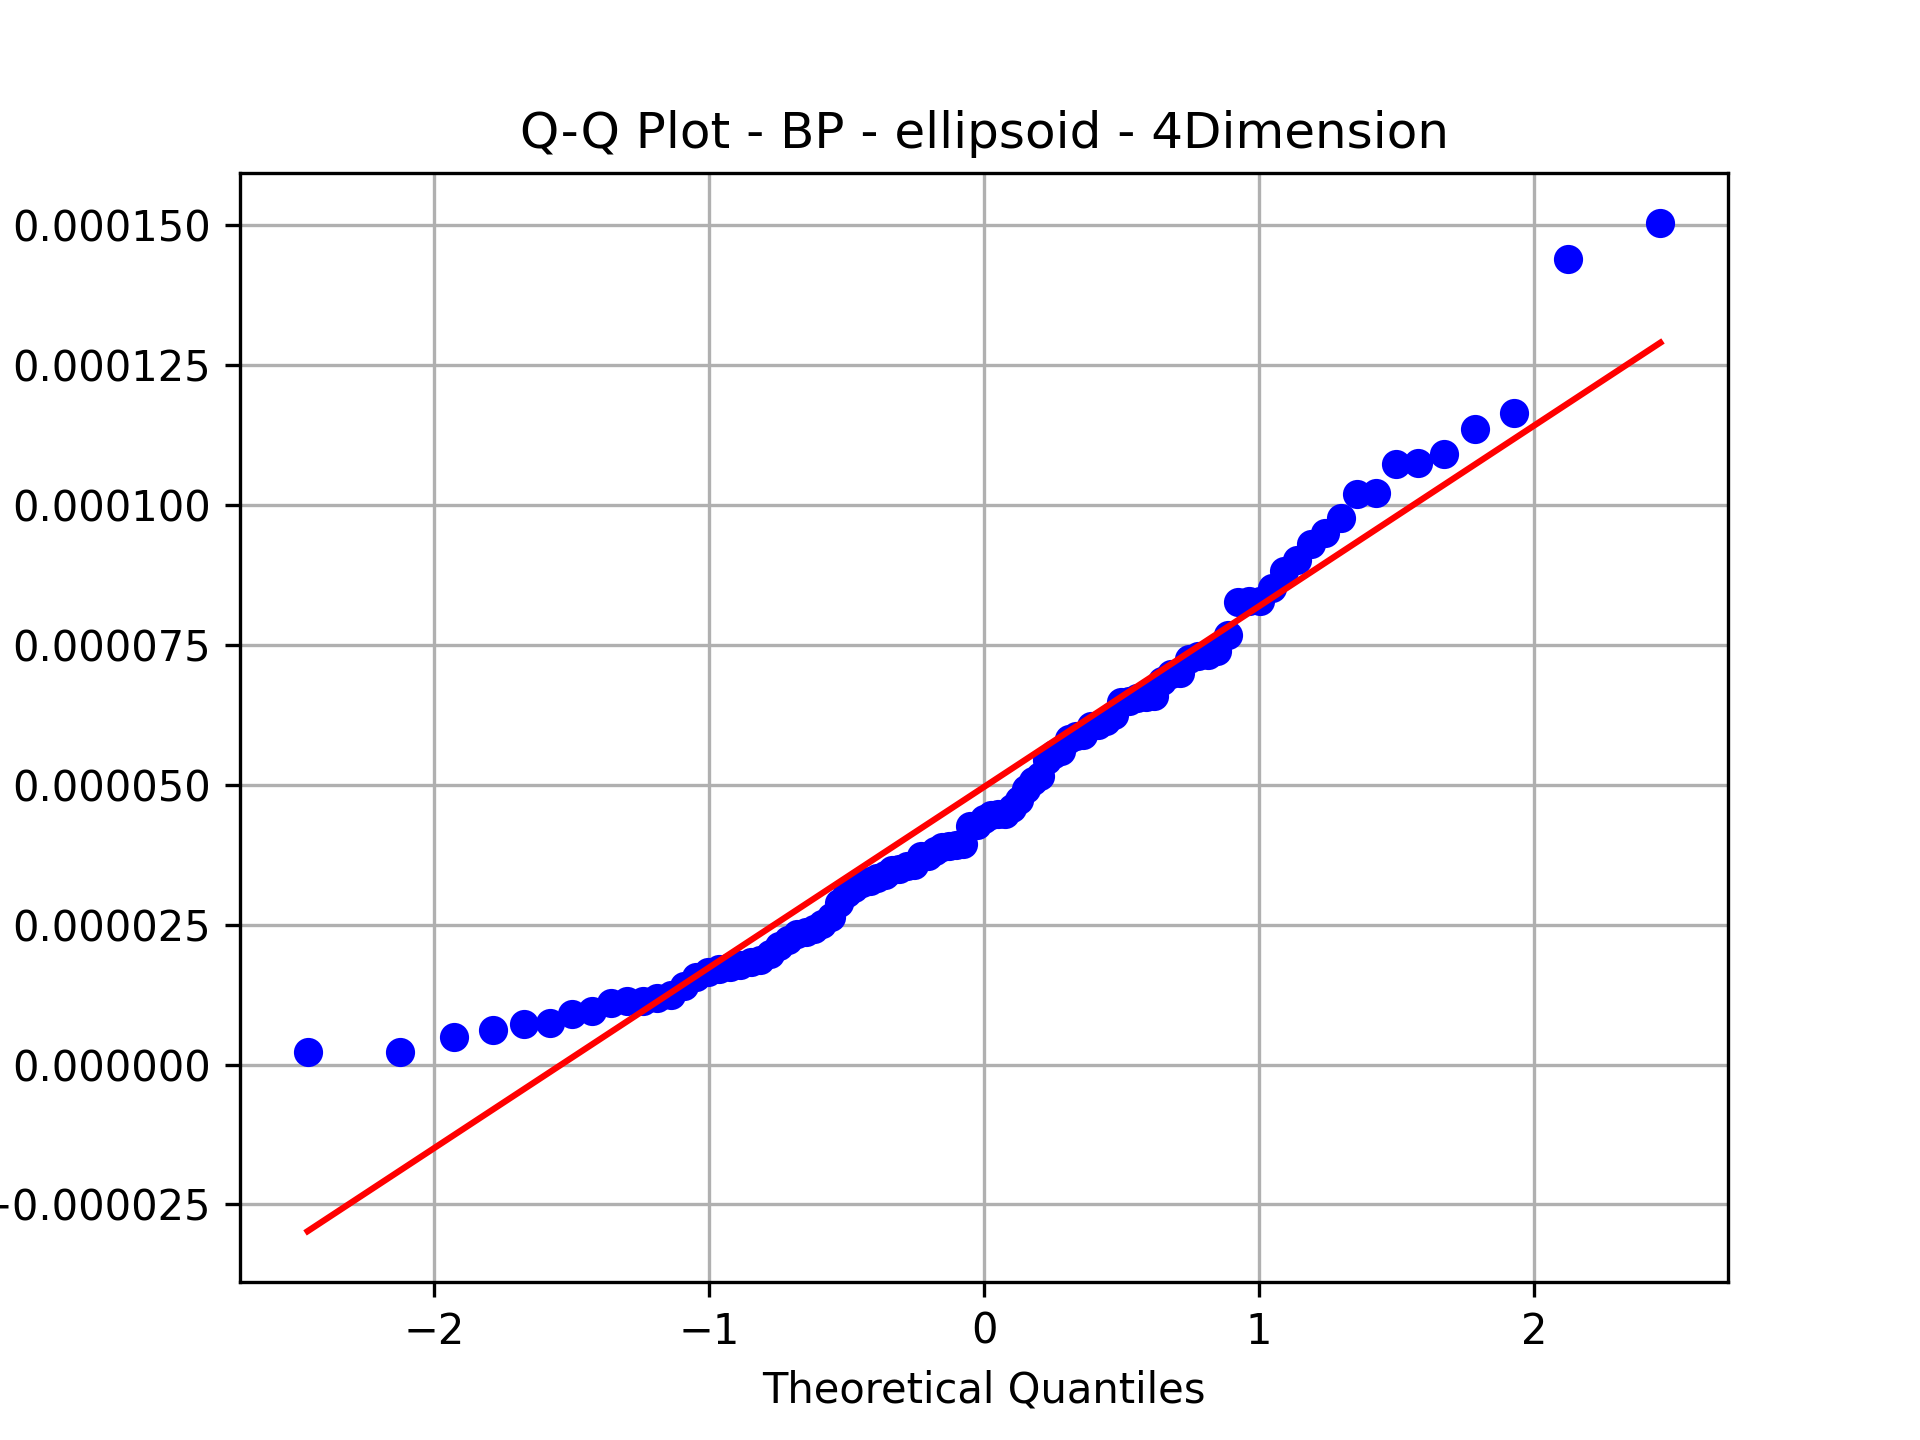 Q-Q Plot - BP - ellipsoid - 4Dimension
0.000150
0.000125
0.000100
0.000075
0.000050
0.000025
0.000000
-0.000025
−2 −1 0 1 2
Theoretical Quantiles